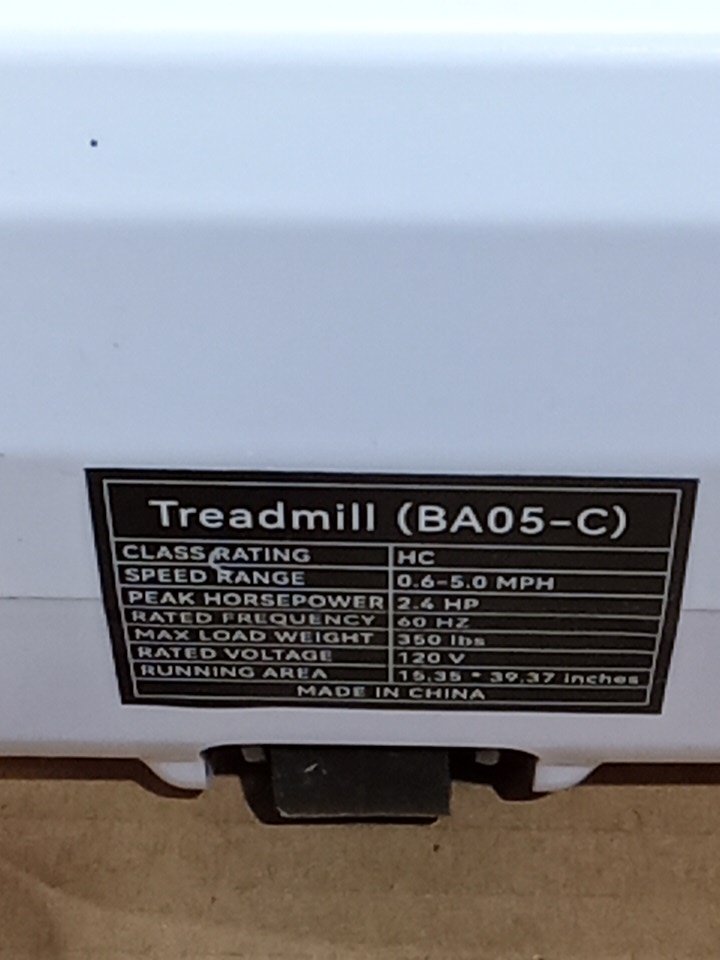 Treadmill (BA05-C)
CLASS RATING HC
SPEED RANGE 0.6-5.0 MPH
PEAK HORSEPOWER 2.4 HP
RATED FREQUENCY 60 HZ
MAX LOAD WEIGHT 350 lbs
RATED VOLTAGE 120 V
RUNNING AREA 15.35 * 39.37 inches
MADE IN CHINA